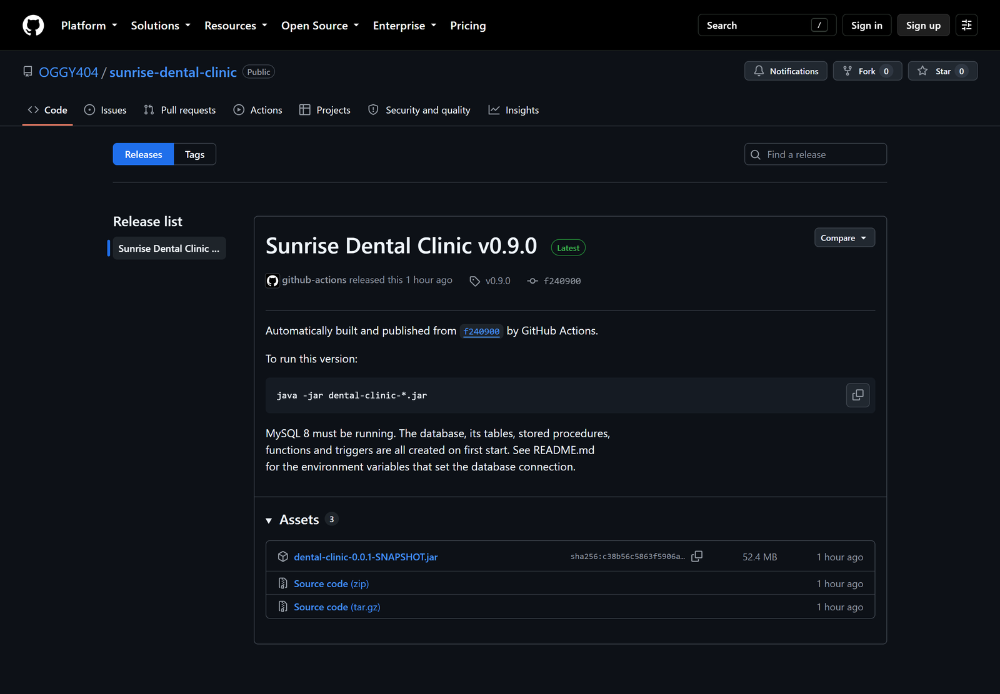 Platform
Solutions
Resources
Open Source
Enterprise
Pricing
Search
/
Sign in
Sign up
OGGY404 / sunrise-dental-clinic
Public
Notifications
Fork 0
Star 0
Code
Issues
Pull requests
Actions
Projects
Security and quality
Insights
Releases
Tags
Find a release
Release list
Sunrise Dental Clinic ...
Sunrise Dental Clinic v0.9.0
Latest
Compare
github-actions released this 1 hour ago
v0.9.0
f240900
Automatically built and published from f240900 by GitHub Actions.
To run this version:
java -jar dental-clinic-*.jar
MySQL 8 must be running. The database, its tables, stored procedures,
functions and triggers are all created on first start. See README.md
for the environment variables that set the database connection.
Assets 3
dental-clinic-0.0.1-SNAPSHOT.jar
sha256:c38b56c5863f5906a…
52.4 MB
1 hour ago
Source code (zip)
1 hour ago
Source code (tar.gz)
1 hour ago